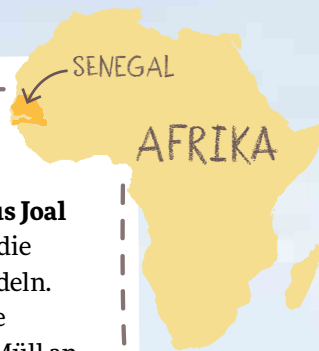 SENEGAL
AFRIKA
us Joal
die
deln.
e
Müll an